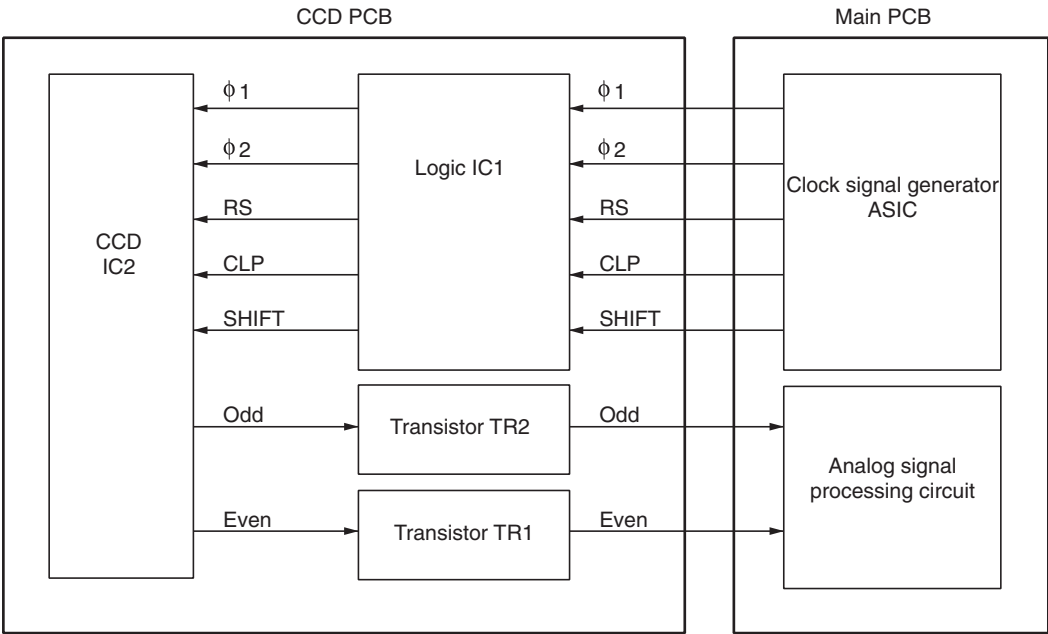 CCD PCB
Main PCB
ϕ1
ϕ1
ϕ2
Logic IC1
ϕ2
Clock signal generator
ASIC
RS
RS
CCD
IC2
CLP
CLP
SHIFT
SHIFT
Odd
Transistor TR2
Odd
Analog signal
processing circuit
Even
Transistor TR1
Even